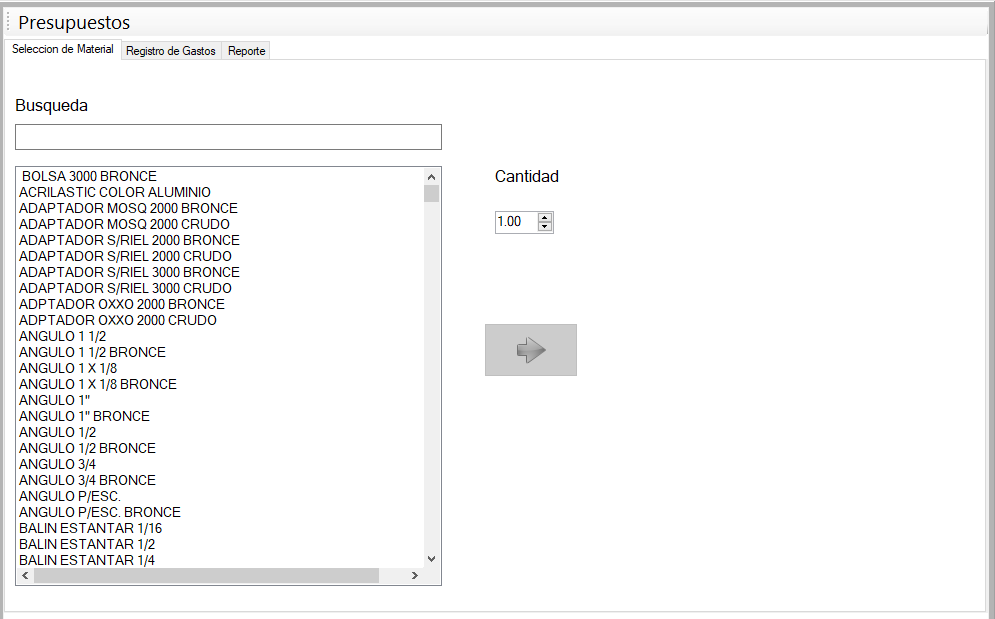 Presupuestos
Seleccion de Material
Registro de Gastos
Reporte
Busqueda
BOLSA 3000 BRONCE
ACRILASTIC COLOR ALUMINIO
ADAPTADOR MOSQ 2000 BRONCE
ADAPTADOR MOSQ 2000 CRUDO
ADAPTADOR S/RIEL 2000 BRONCE
ADAPTADOR S/RIEL 2000 CRUDO
ADAPTADOR S/RIEL 3000 BRONCE
ADAPTADOR S/RIEL 3000 CRUDO
ADPTADOR OXXO 2000 BRONCE
ADPTADOR OXXO 2000 CRUDO
ANGULO 1 1/2
ANGULO 1 1/2 BRONCE
ANGULO 1 X 1/8
ANGULO 1 X 1/8 BRONCE
ANGULO 1"
ANGULO 1" BRONCE
ANGULO 1/2
ANGULO 1/2 BRONCE
ANGULO 3/4
ANGULO 3/4 BRONCE
ANGULO P/ESC.
ANGULO P/ESC. BRONCE
BALIN ESTANTAR 1/16
BALIN ESTANTAR 1/2
BALIN ESTANTAR 1/4
Cantidad
1.00